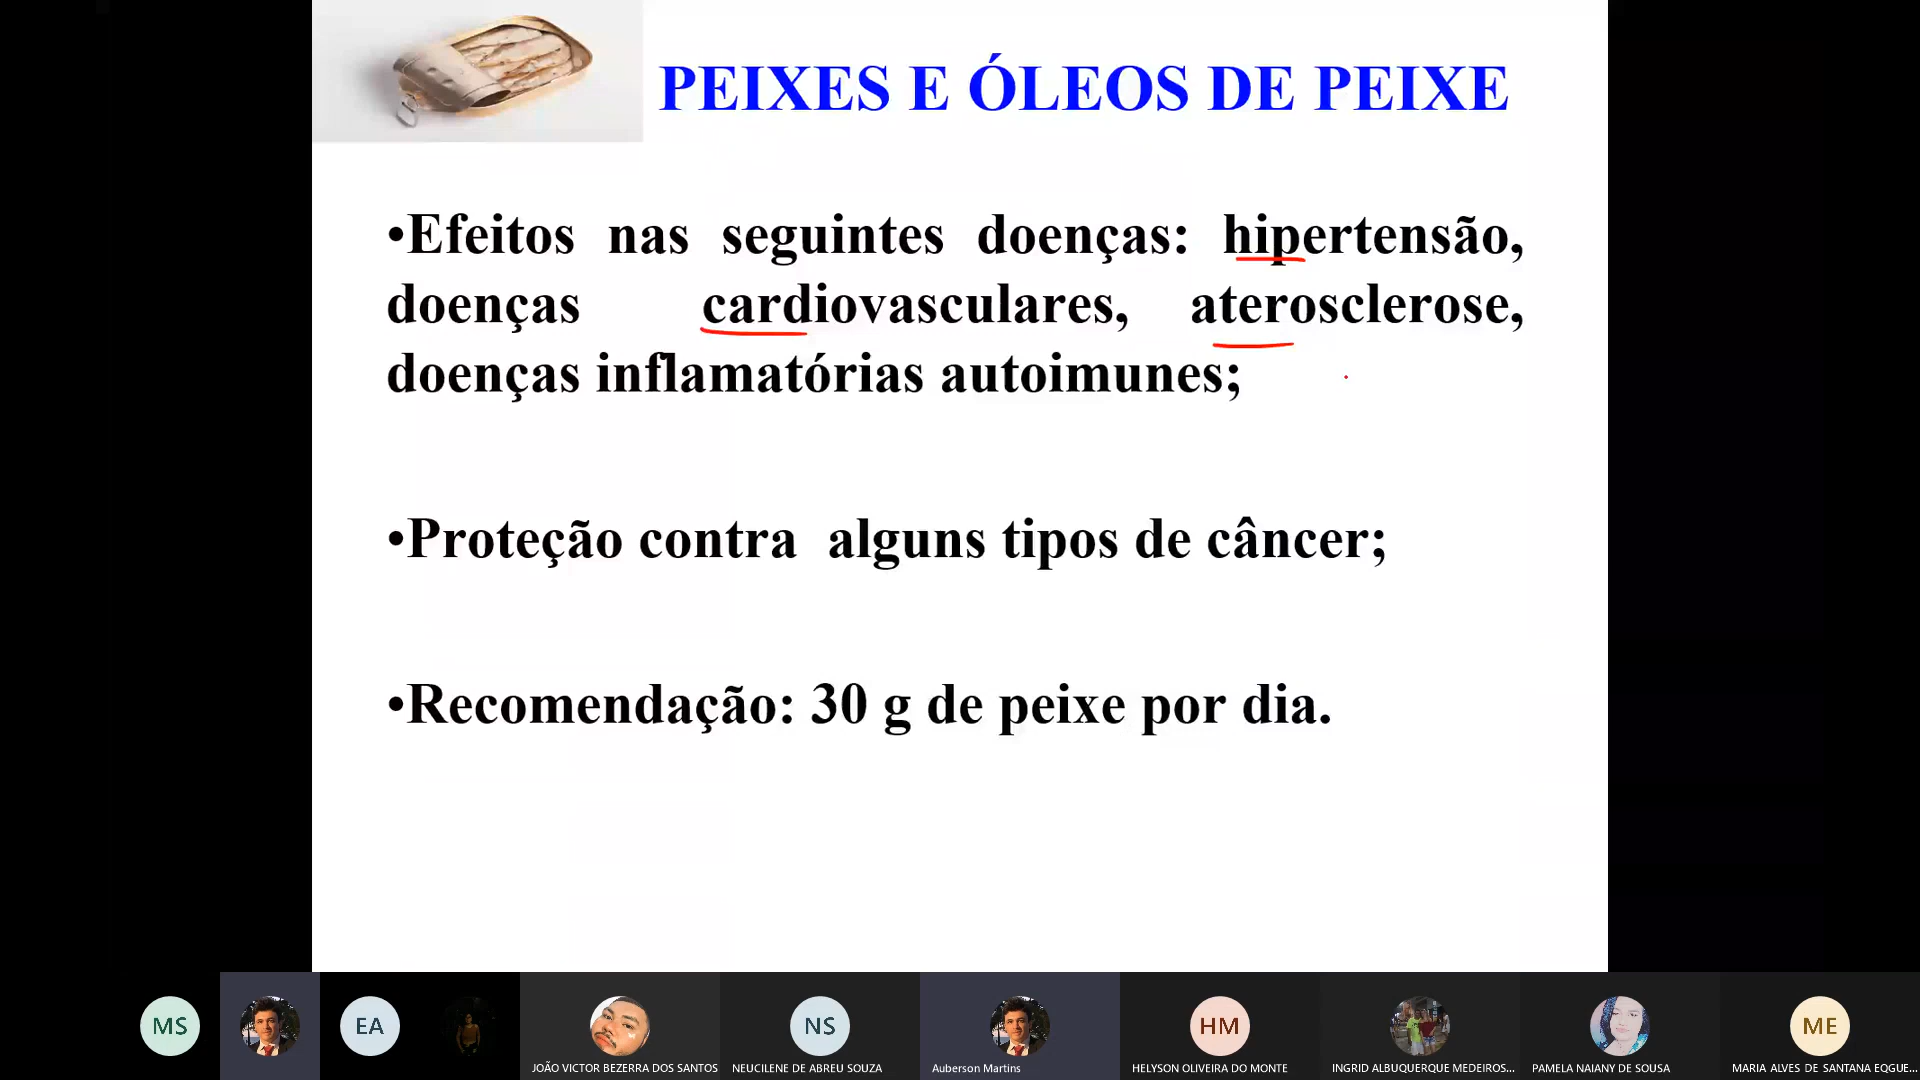 PEIXES E ÓLEOS DE PEIXE
•Efeitos nas seguintes doenças: hipertensão,
doenças cardiovasculares, aterosclerose,
doenças inflamatórias autoimunes;
•Proteção contra alguns tipos de câncer;
•Recomendação: 30 g de peixe por dia.
MS
EA
NS
HM
ME
JOÃO VICTOR BEZERRA DOS SANTOS
NEUCILENE DE ABREU SOUZA
Auberson Martins
HELYSON OLIVEIRA DO MONTE
INGRID ALBUQUERQUE MEDEIROS...
PAMELA NAIANY DE SOUSA
MARIA ALVES DE SANTANA EQGUE...